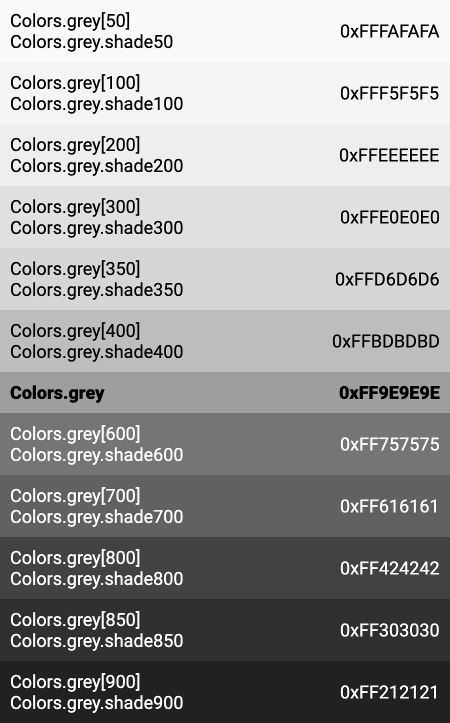 Colors.grey[50]
Colors.grey.shade50
0xFFFAFAFA
Colors.grey[100]
Colors.grey.shade100
0xFFF5F5F5
Colors.grey[200]
Colors.grey.shade200
0xFFEEEEEE
Colors.grey[300]
Colors.grey.shade300
0xFFE0E0E0
Colors.grey[350]
Colors.grey.shade350
0xFFD6D6D6
Colors.grey[400]
Colors.grey.shade400
0xFFBDBDBD
Colors.grey
0xFF9E9E9E
Colors.grey[600]
Colors.grey.shade600
0xFF757575
Colors.grey[700]
Colors.grey.shade700
0xFF616161
Colors.grey[800]
Colors.grey.shade800
0xFF424242
Colors.grey[850]
Colors.grey.shade850
0xFF303030
Colors.grey[900]
Colors.grey.shade900
0xFF212121